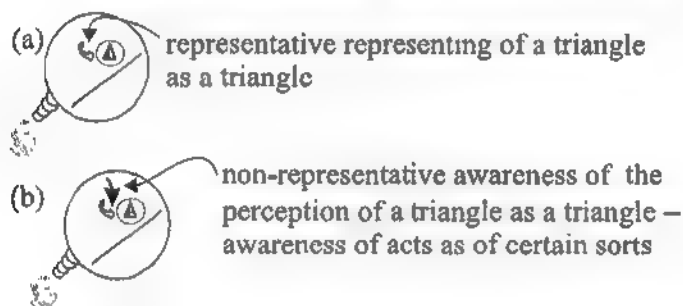 (a) representative representing of a triangle
as a triangle
(b) non-representative awareness of the
perception of a triangle as a triangle –
awareness of acts as of certain sorts